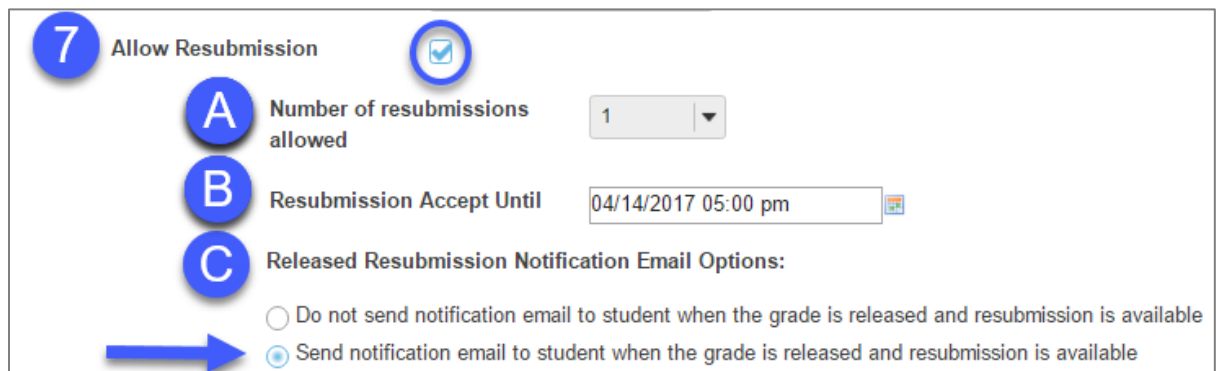 7 Allow Resubmission
A Number of resubmissions
allowed
1
B Resubmission Accept Until 04/14/2017 05:00 pm
C Released Resubmission Notification Email Options:
Do not send notification email to student when the grade is released and resubmission is available
Send notification email to student when the grade is released and resubmission is available